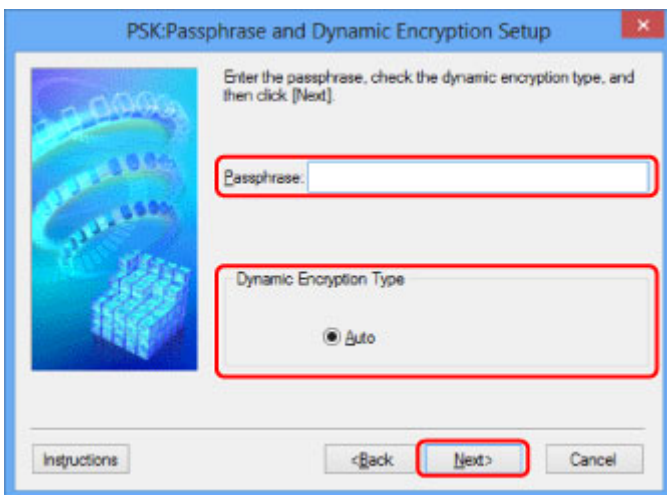 PSK:Passphrase and Dynamic Encryption Setup
Enter the passphrase, check the dynamic encryption type, and
then click [Next].
Passphrase:
Dynamic Encryption Type
Auto
Instructions
<Back
Next>
Cancel